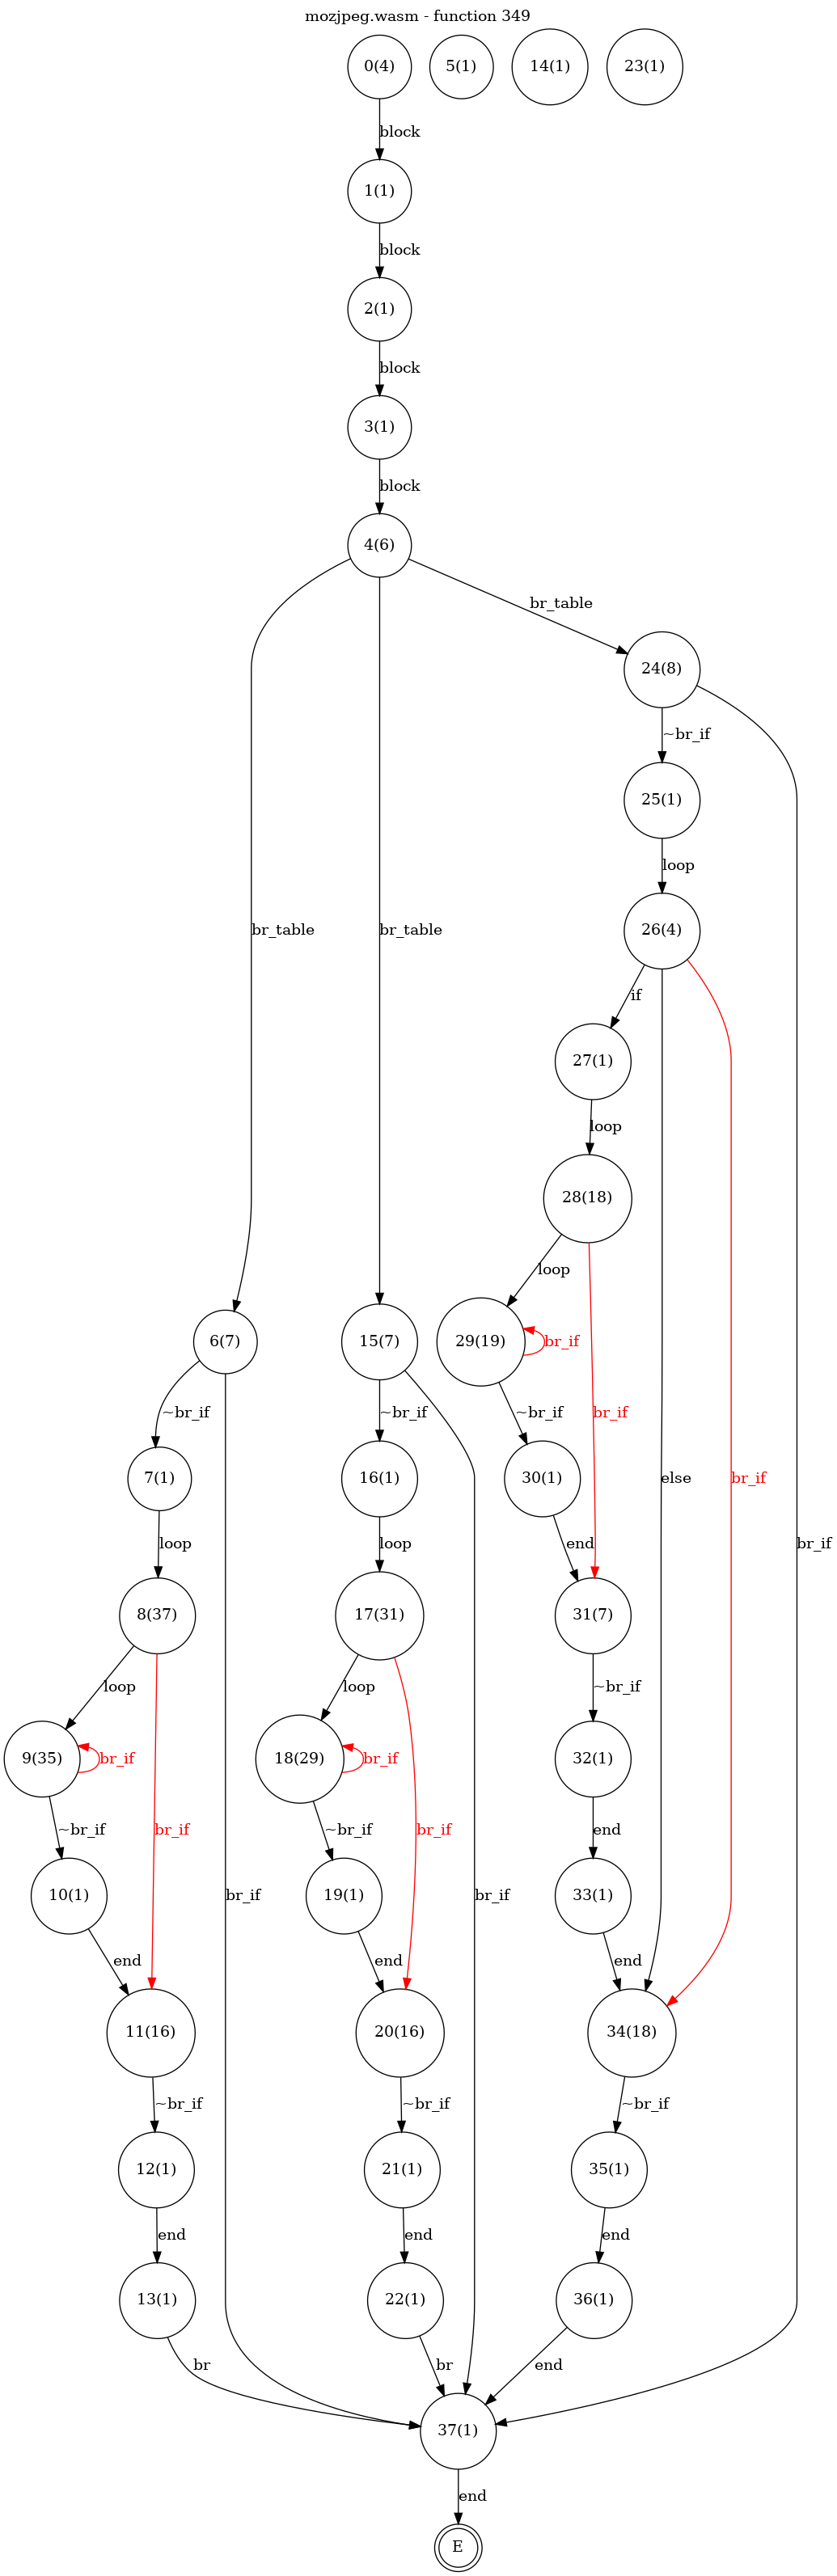 mozjpeg.wasm - function 349
0(4) 5(1) 14(1) 23(1)
block
1(1)
block
2(1)
block
3(1)
block
4(6)
br_table
24(8)
~br_if
25(1)
loop
br_table br_table 26(4)
if
27(1)
loop
28(18)
loop
6(7) 15(7) 29(19) br_if
~br_if ~br_if ~br_if br_if
7(1) 16(1) 30(1) else br_if
loop loop end br_if
8(37) 17(31) 31(7)
loop loop ~br_if
9(35) br_if 18(29) br_if 32(1)
~br_if br_if ~br_if br_if end
10(1) br_if 19(1) br_if 33(1)
end end end
11(16) 20(16) 34(18)
~br_if ~br_if ~br_if
12(1) 21(1) 35(1)
end end end
13(1) 22(1) 36(1)
br br end
37(1)
end
E